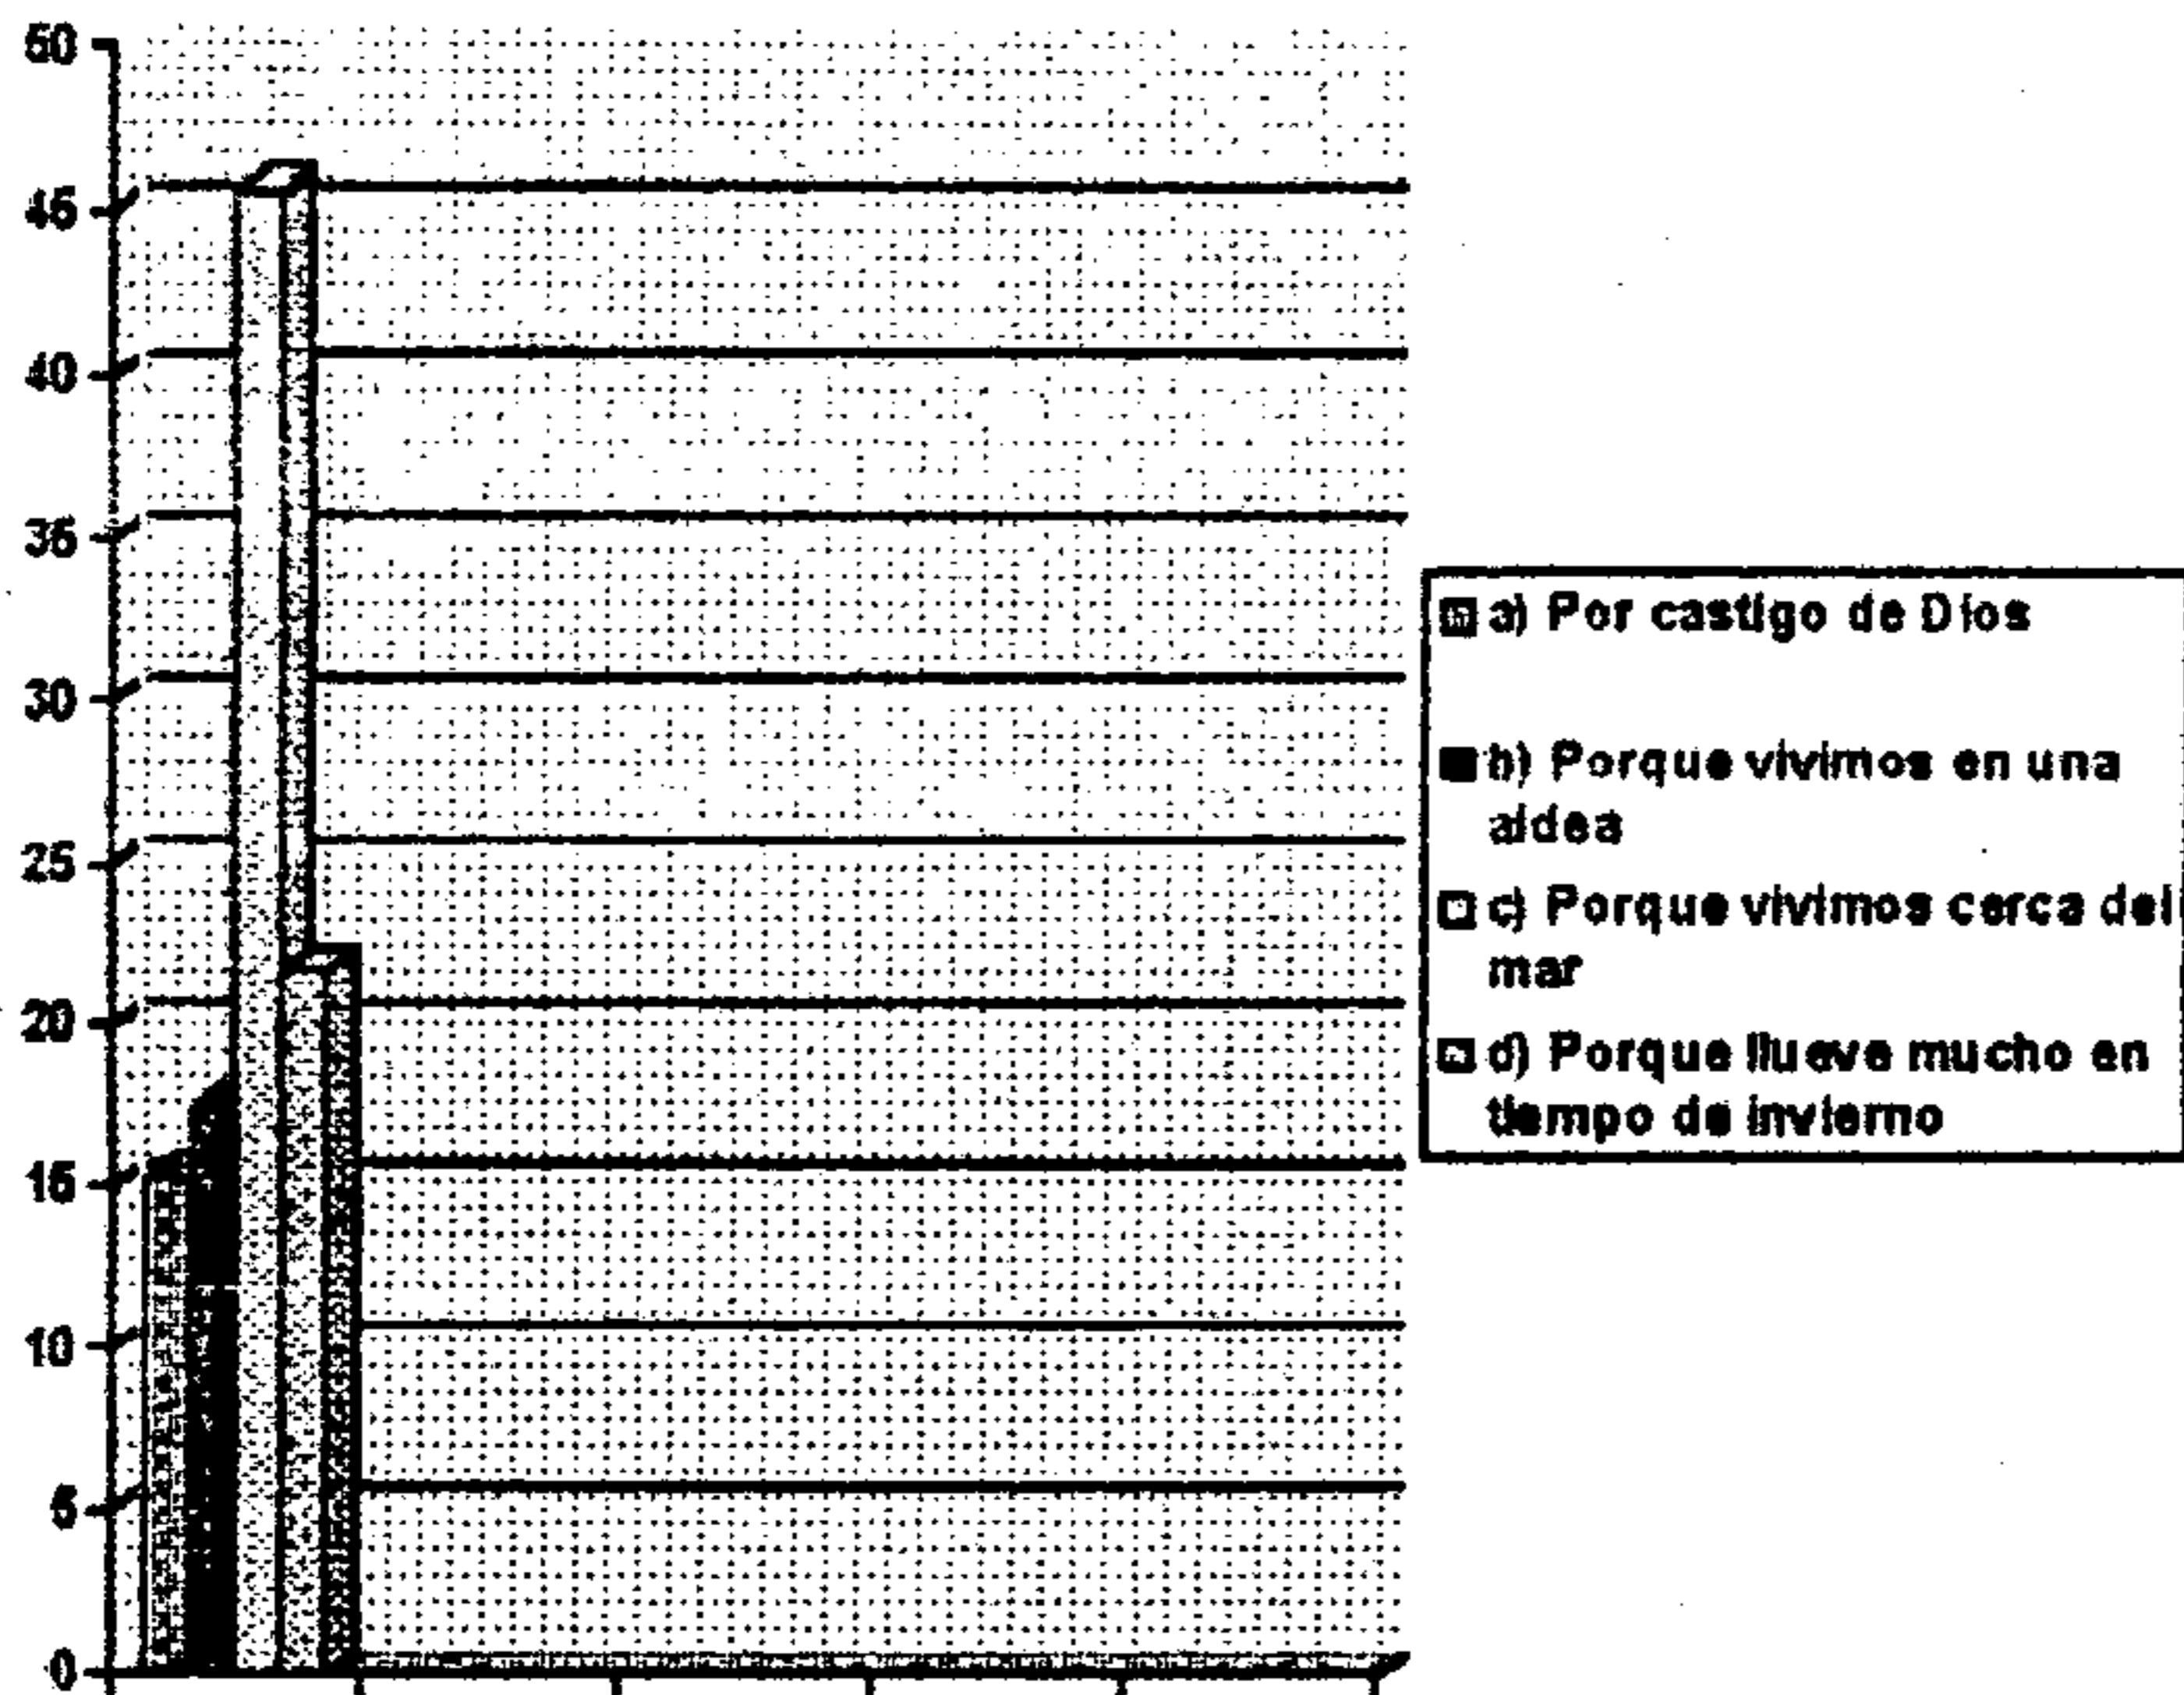 50
45
40
35
30
25
20
15
10
5
0
a) Por castigo de Dios
b) Porque vivimos en una
aldea
c) Porque vivimos cerca del
mar
d) Porque llueve mucho en
tiempo de invierno